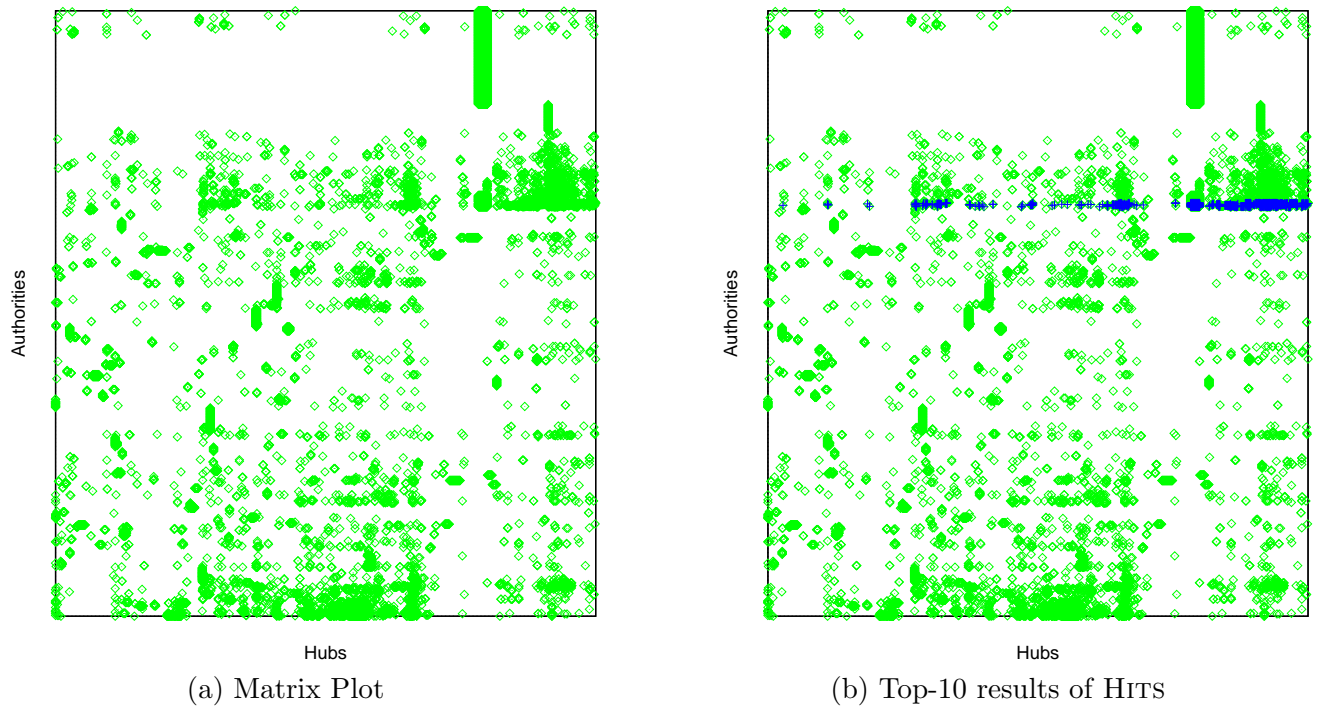 Authorities
Hubs
(a) Matrix Plot
Authorities
Hubs
(b) Top-10 results of HITS